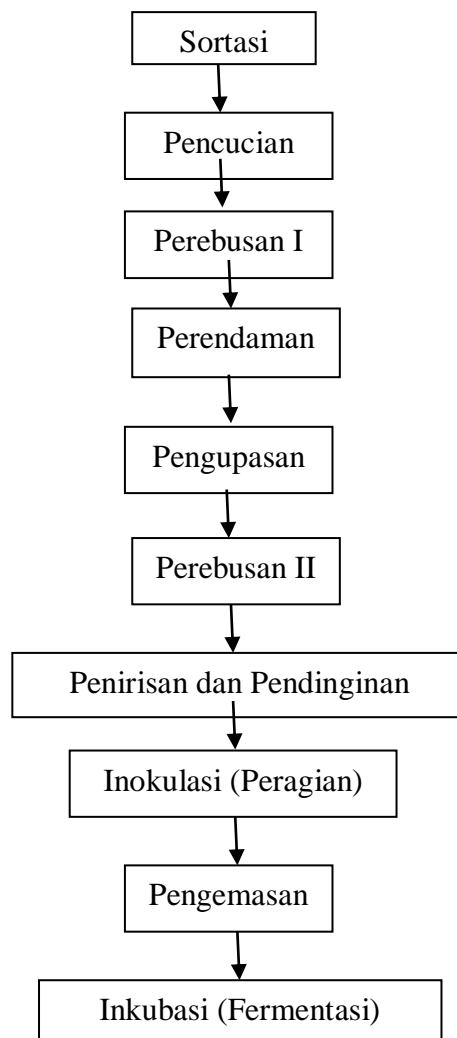 Sortasi
Pencucian
Perebusan I
Perendaman
Pengupasan
Perebusan II
Penirisan dan Pendinginan
Inokulasi (Peragian)
Pengemasan
Inkubasi (Fermentasi)